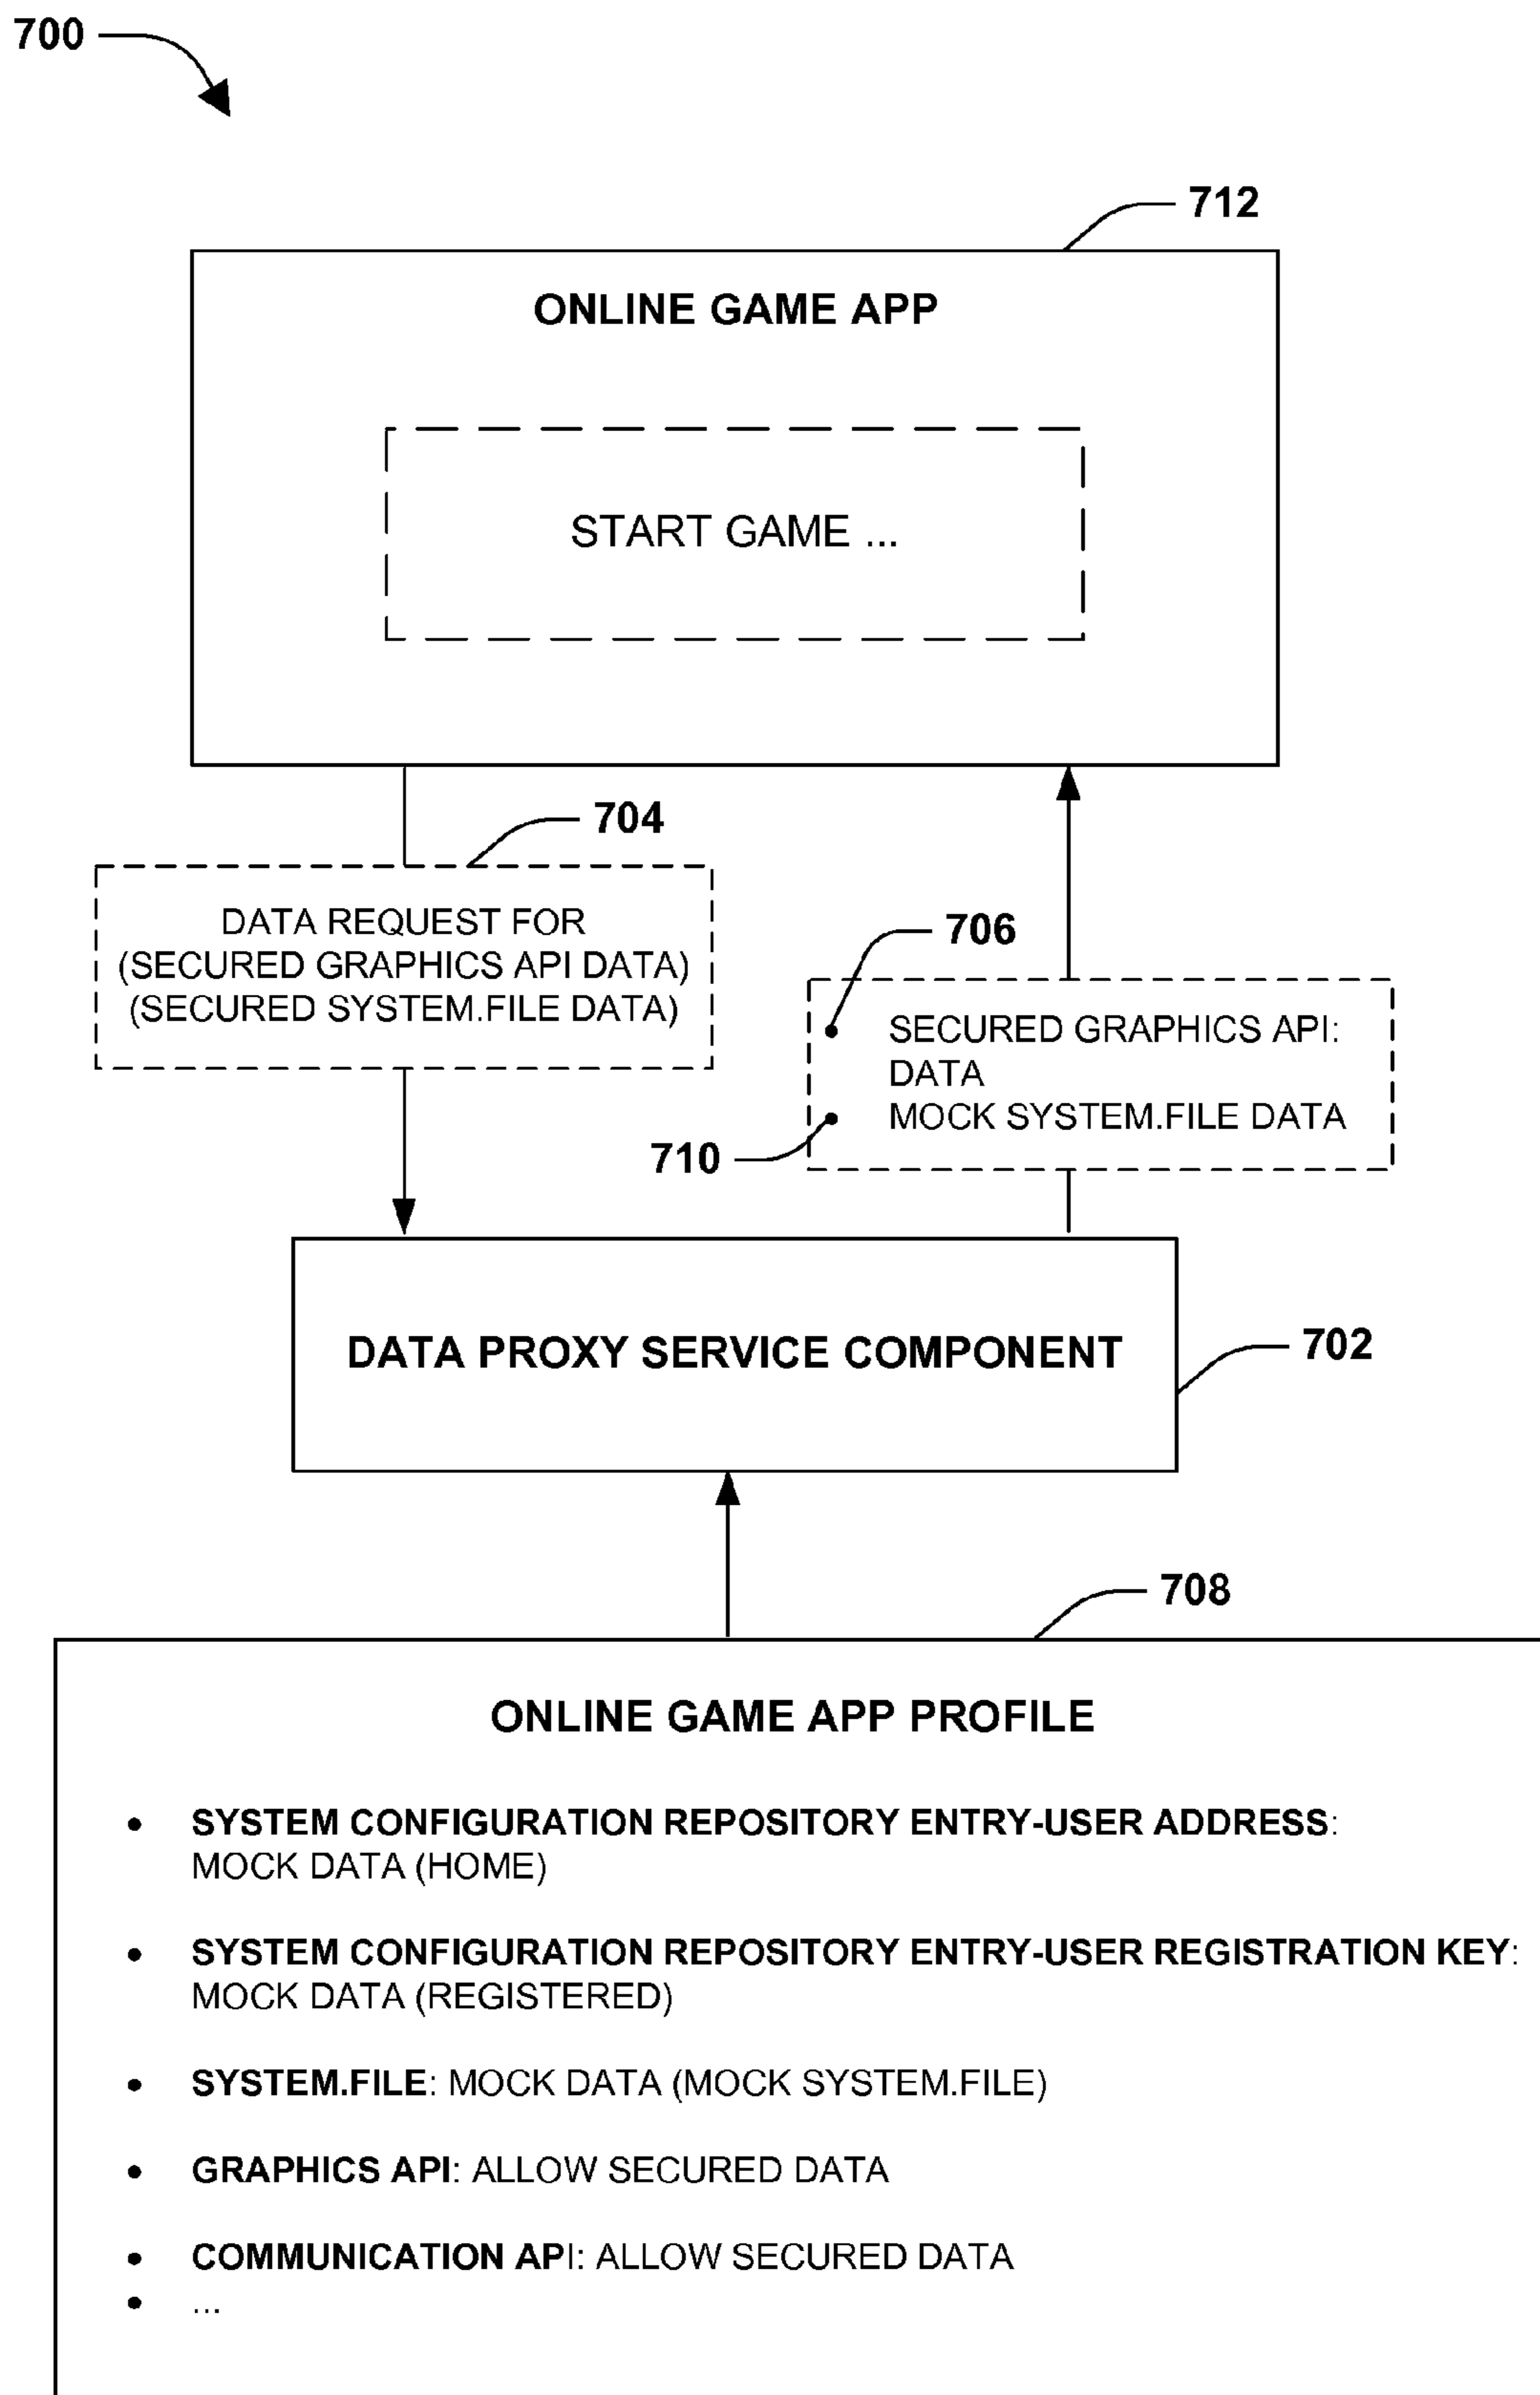 700
712
ONLINE GAME APP
START GAME ...
704
DATA REQUEST FOR
(SECURED GRAPHICS API DATA)
(SECURED SYSTEM.FILE DATA)
706
• SECURED GRAPHICS API:
DATA
• MOCK SYSTEM.FILE DATA
710
DATA PROXY SERVICE COMPONENT
702
708
ONLINE GAME APP PROFILE
• SYSTEM CONFIGURATION REPOSITORY ENTRY-USER ADDRESS:
MOCK DATA (HOME)
• SYSTEM CONFIGURATION REPOSITORY ENTRY-USER REGISTRATION KEY:
MOCK DATA (REGISTERED)
• SYSTEM.FILE: MOCK DATA (MOCK SYSTEM.FILE)
• GRAPHICS API: ALLOW SECURED DATA
• COMMUNICATION API: ALLOW SECURED DATA
• ...